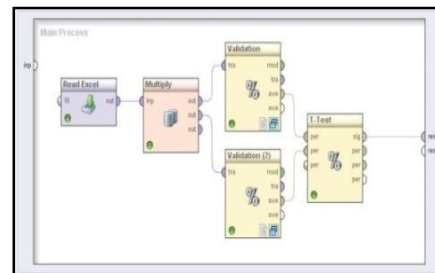 Main Process
inp
Read Excel
fil
out
Multiply
inp
out
out
out
Validation
tra
mod
tra
ave
ave
Validation (2)
tra
mod
tra
ave
ave
T-Test
per
per
per
sig
per
per
per
res
res